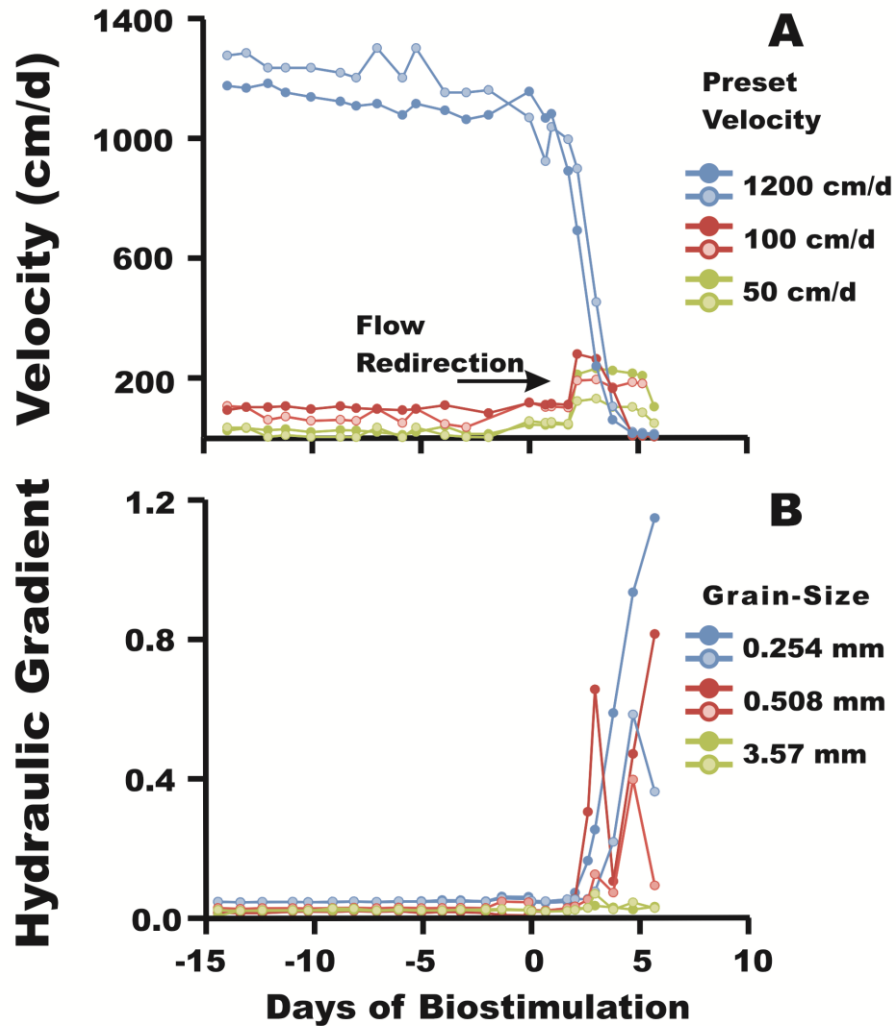 1400
1000
600
200
Velocity (cm/d)
A
Preset
Velocity
1200 cm/d
100 cm/d
50 cm/d
Flow
Redirection
1.2
0.8
0.4
0.0
Hydraulic Gradient
B
Grain-Size
0.254 mm
0.508 mm
3.57 mm
-15 -10 -5 0 5 10
Days of Biostimulation